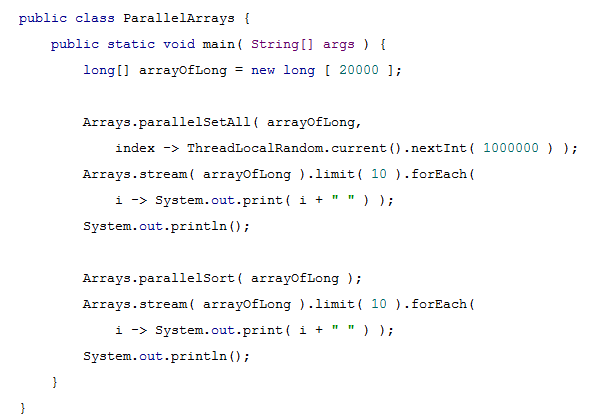 public class ParallelArrays {
    public static void main( String[] args ) {
        long[] arrayOfLong = new long [ 20000 ];

        Arrays.parallelSetAll( arrayOfLong,
            index -> ThreadLocalRandom.current().nextInt( 1000000 ) );
        Arrays.stream( arrayOfLong ).limit( 10 ).forEach(
            i -> System.out.print( i + " " ) );
        System.out.println();

        Arrays.parallelSort( arrayOfLong );
        Arrays.stream( arrayOfLong ).limit( 10 ).forEach(
            i -> System.out.print( i + " " ) );
        System.out.println();
    }
}